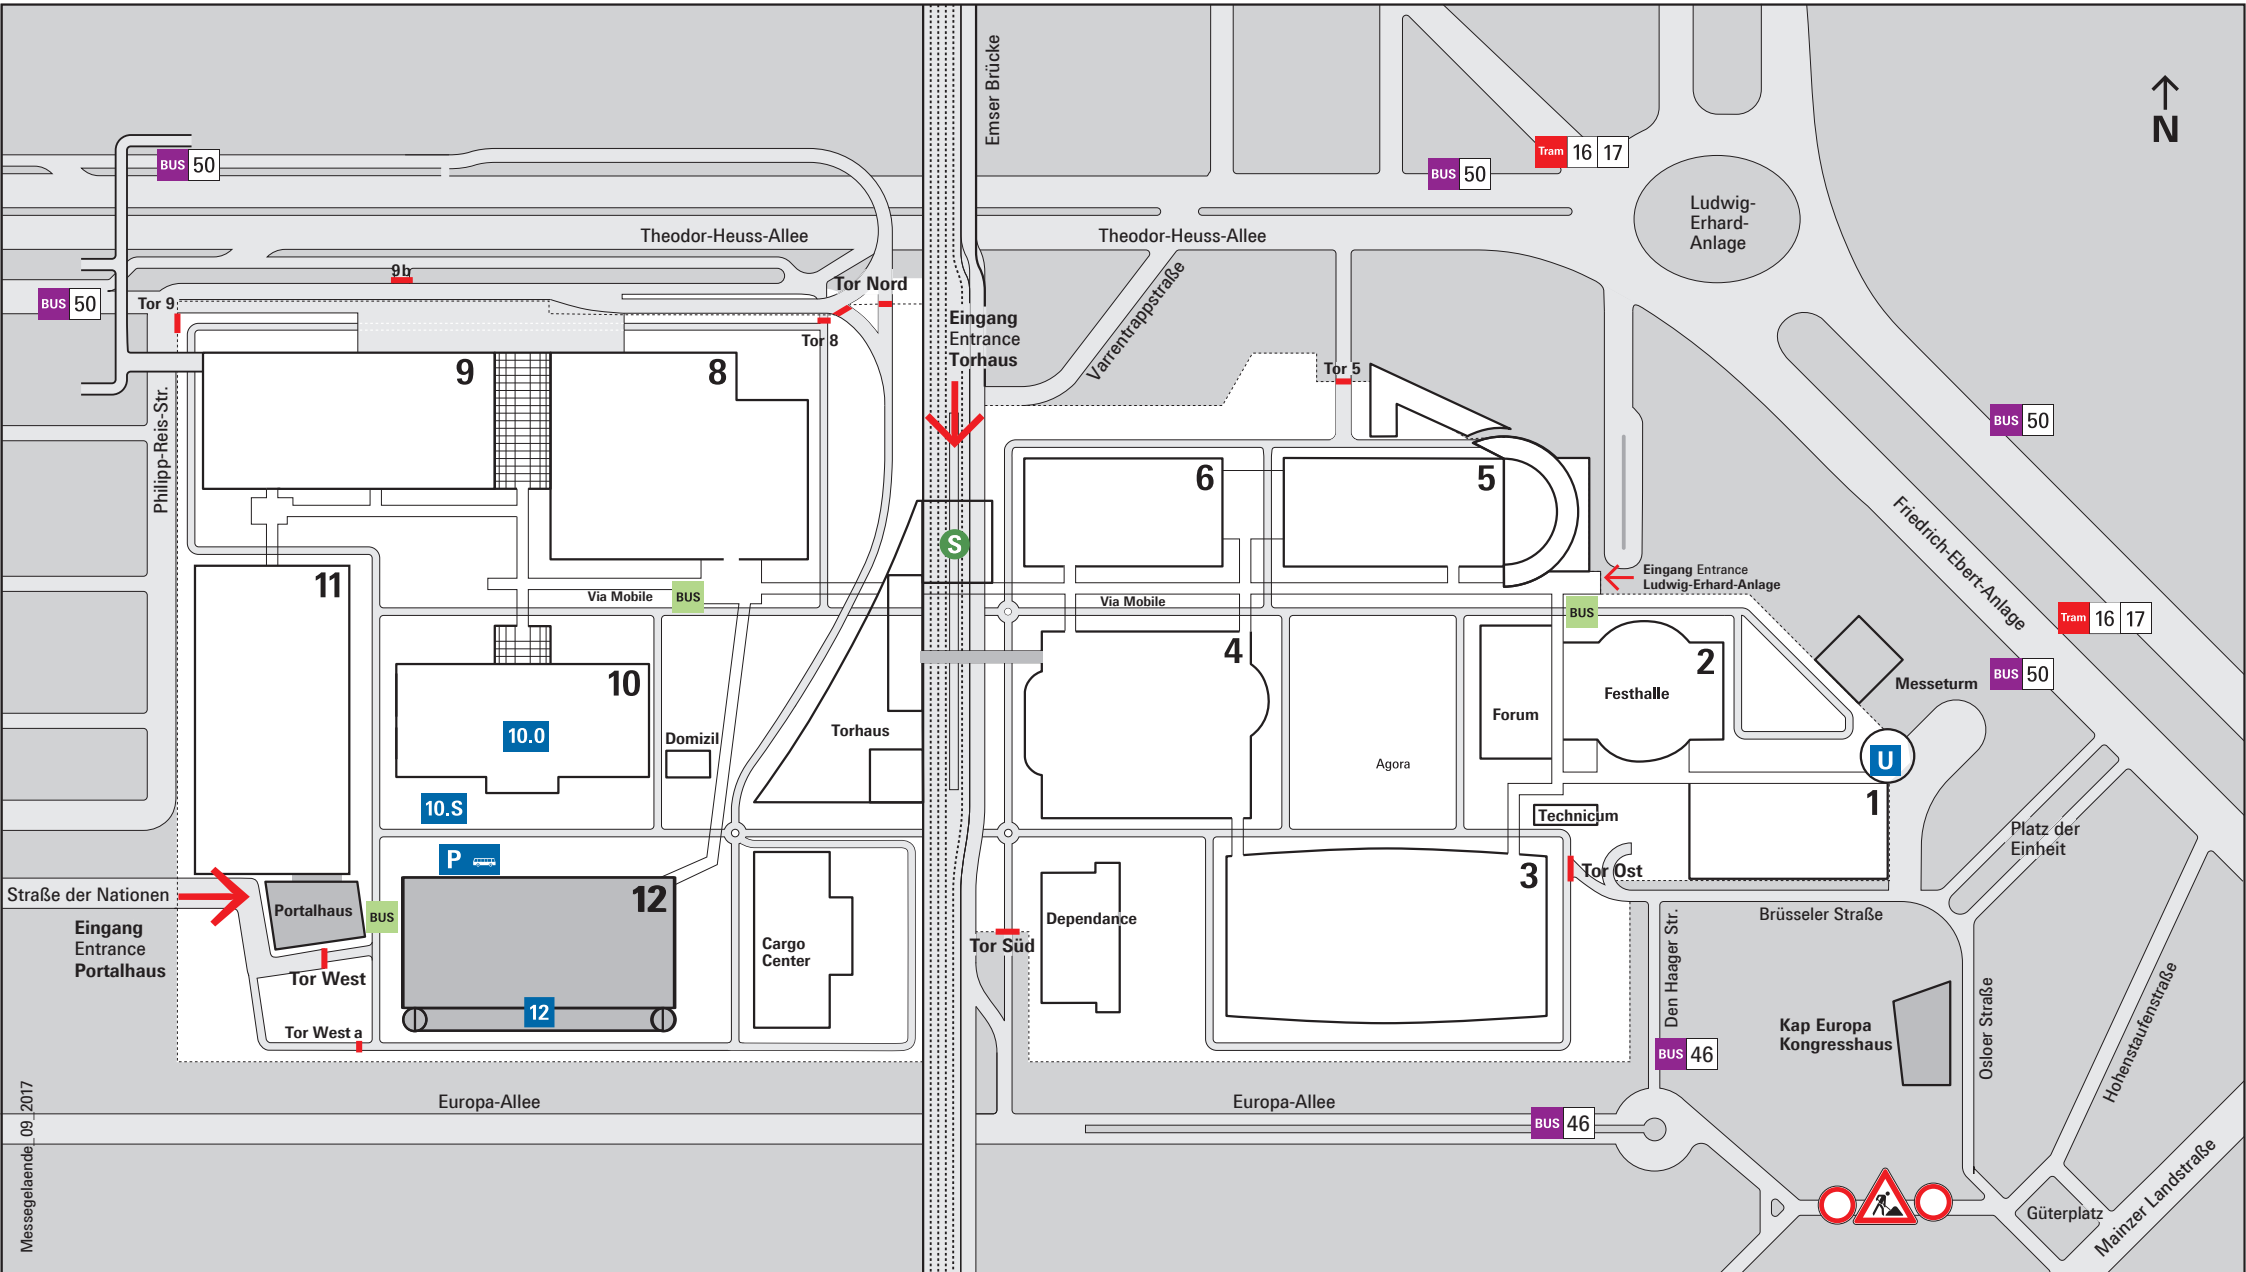 Emser Brücke
N
BUS 50
Tram 16 17
BUS 50
Ludwig-
Erhard-
Anlage
Theodor-Heuss-Allee
Theodor-Heuss-Allee
9b
Tor Nord
BUS 50
Tor 9
Eingang
Entrance
Torhaus
Varrentrappstraße
Tor 8
Tor 5
9
8
Philipp-Reis-Str.
BUS 50
6
5
Friedrich-Ebert-Anlage
S
11
Eingang Entrance
Ludwig-Erhard-Anlage
Via Mobile
BUS
Via Mobile
BUS
Tram 16 17
4
2
10
Festhalle
BUS 50
Messeturm
Forum
10.0
Domizil
Torhaus
Agora
U
10.S
1
Technicum
Platz der
Einheit
P
Tor Ost
3
12
Straße der Nationen
Portalhaus
BUS
Dependance
Brüsseler Straße
Eingang
Entrance
Portalhaus
Cargo
Center
Tor Süd
Den Haager Str.
Tor West
12
Osloer Straße
Hohenstaufenstraße
Kap Europa
Kongresshaus
Tor West a
BUS 46
Europa-Allee
Europa-Allee
BUS 46
Messegelaende_09_2017
Güterplatz
Mainzer Landstraße